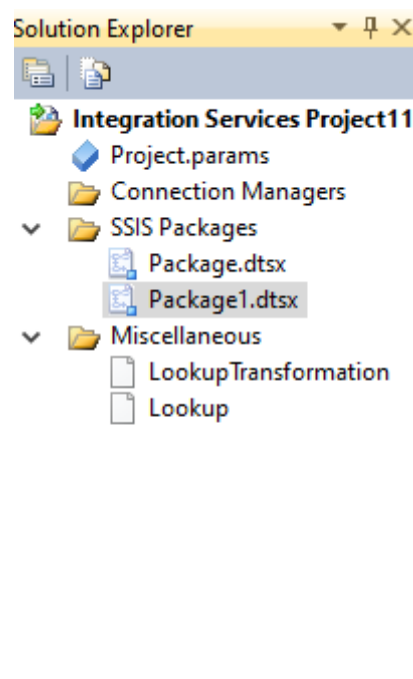 Solution Explorer
Integration Services Project11
Project.params
Connection Managers
SSIS Packages
Package.dtsx
Package1.dtsx
Miscellaneous
LookupTransformation
Lookup